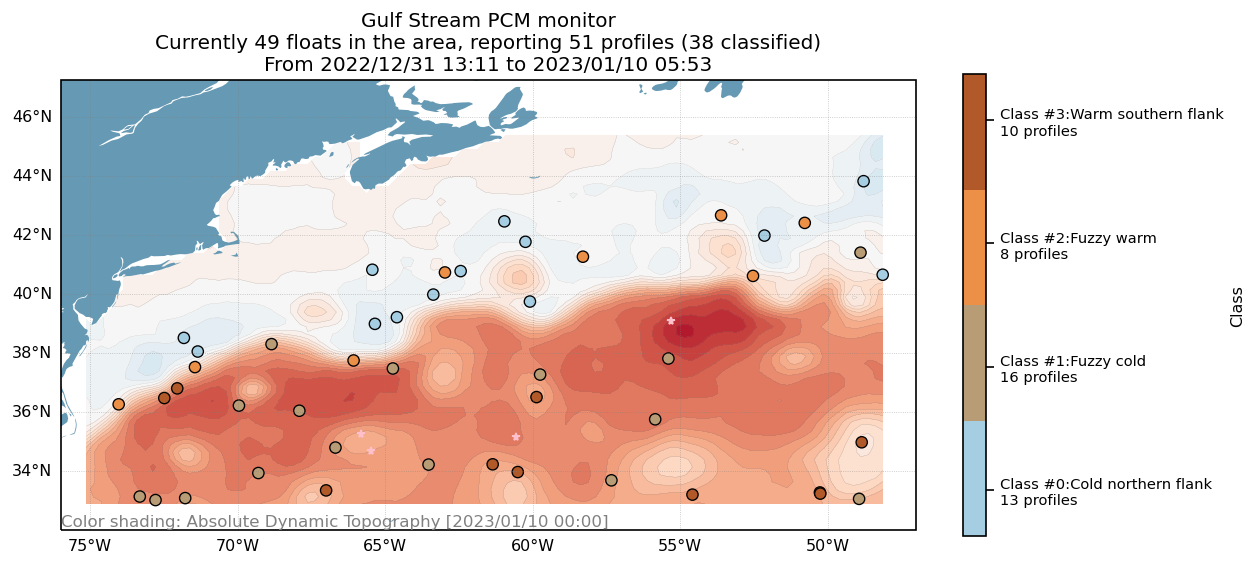 Gulf Stream PCM monitor
Currently 49 floats in the area, reporting 51 profiles (38 classified)
From 2022/12/31 13:11 to 2023/01/10 05:53
46°N
44°N
42°N
40°N
38°N
36°N
34°N
Color shading: Absolute Dynamic Topography [2023/01/10 00:00]
75°W
70°W
65°W
60°W
55°W
50°W
Class #3:Warm southern flank
10 profiles
Class #2:Fuzzy warm
8 profiles
Class #1:Fuzzy cold
16 profiles
Class #0:Cold northern flank
13 profiles
Class